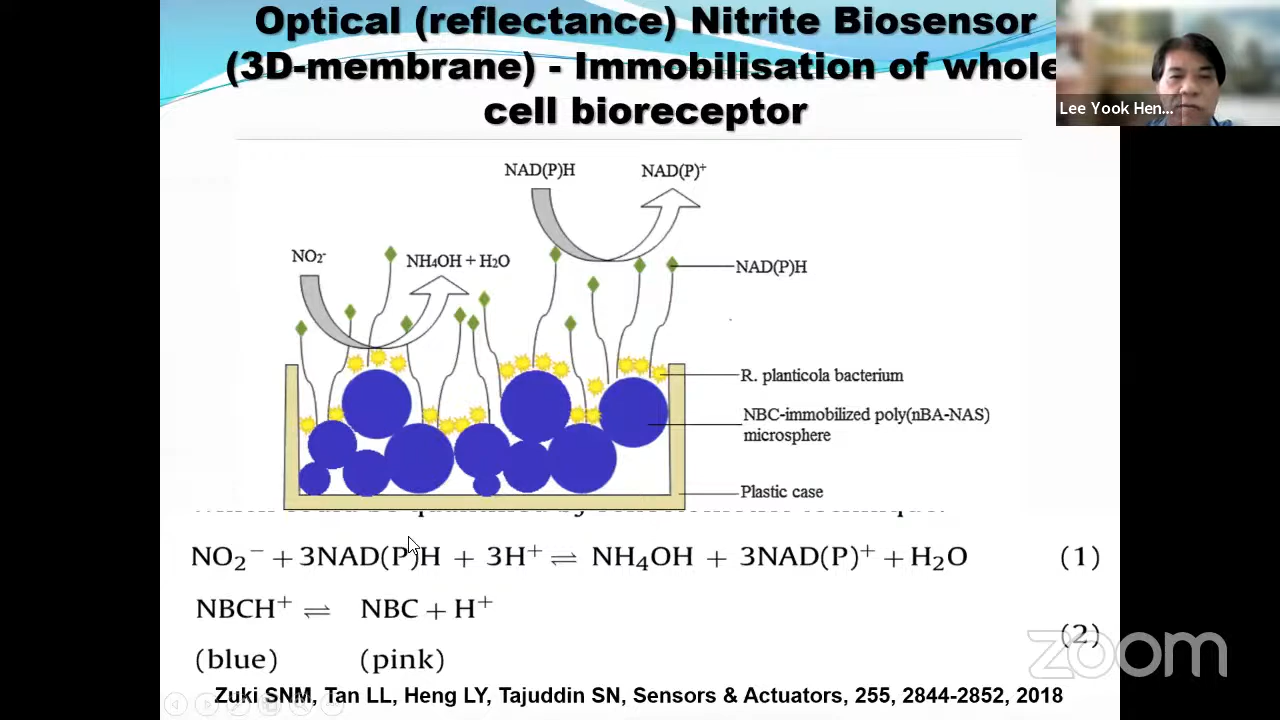 Optical (reflectance) Nitrite Biosensor
(3D-membrane) - Immobilisation of whole
cell bioreceptor
Lee Yook Hen...
NAD(P)H
NAD(P)⁺
NO₂⁻
NH₄OH + H₂O
NAD(P)H
R. planticola bacterium
NBC-immobilized poly(nBA-NAS)
microsphere
Plastic case
NO₂⁻ + 3NAD(P)H + 3H⁺ ⇌ NH₄OH + 3NAD(P)⁺ + H₂O (1)
NBCH⁺ ⇌ NBC + H⁺
(2)
(blue) (pink)
zoom
Zuki SNM, Tan LL, Heng LY, Tajuddin SN, Sensors & Actuators, 255, 2844-2852, 2018